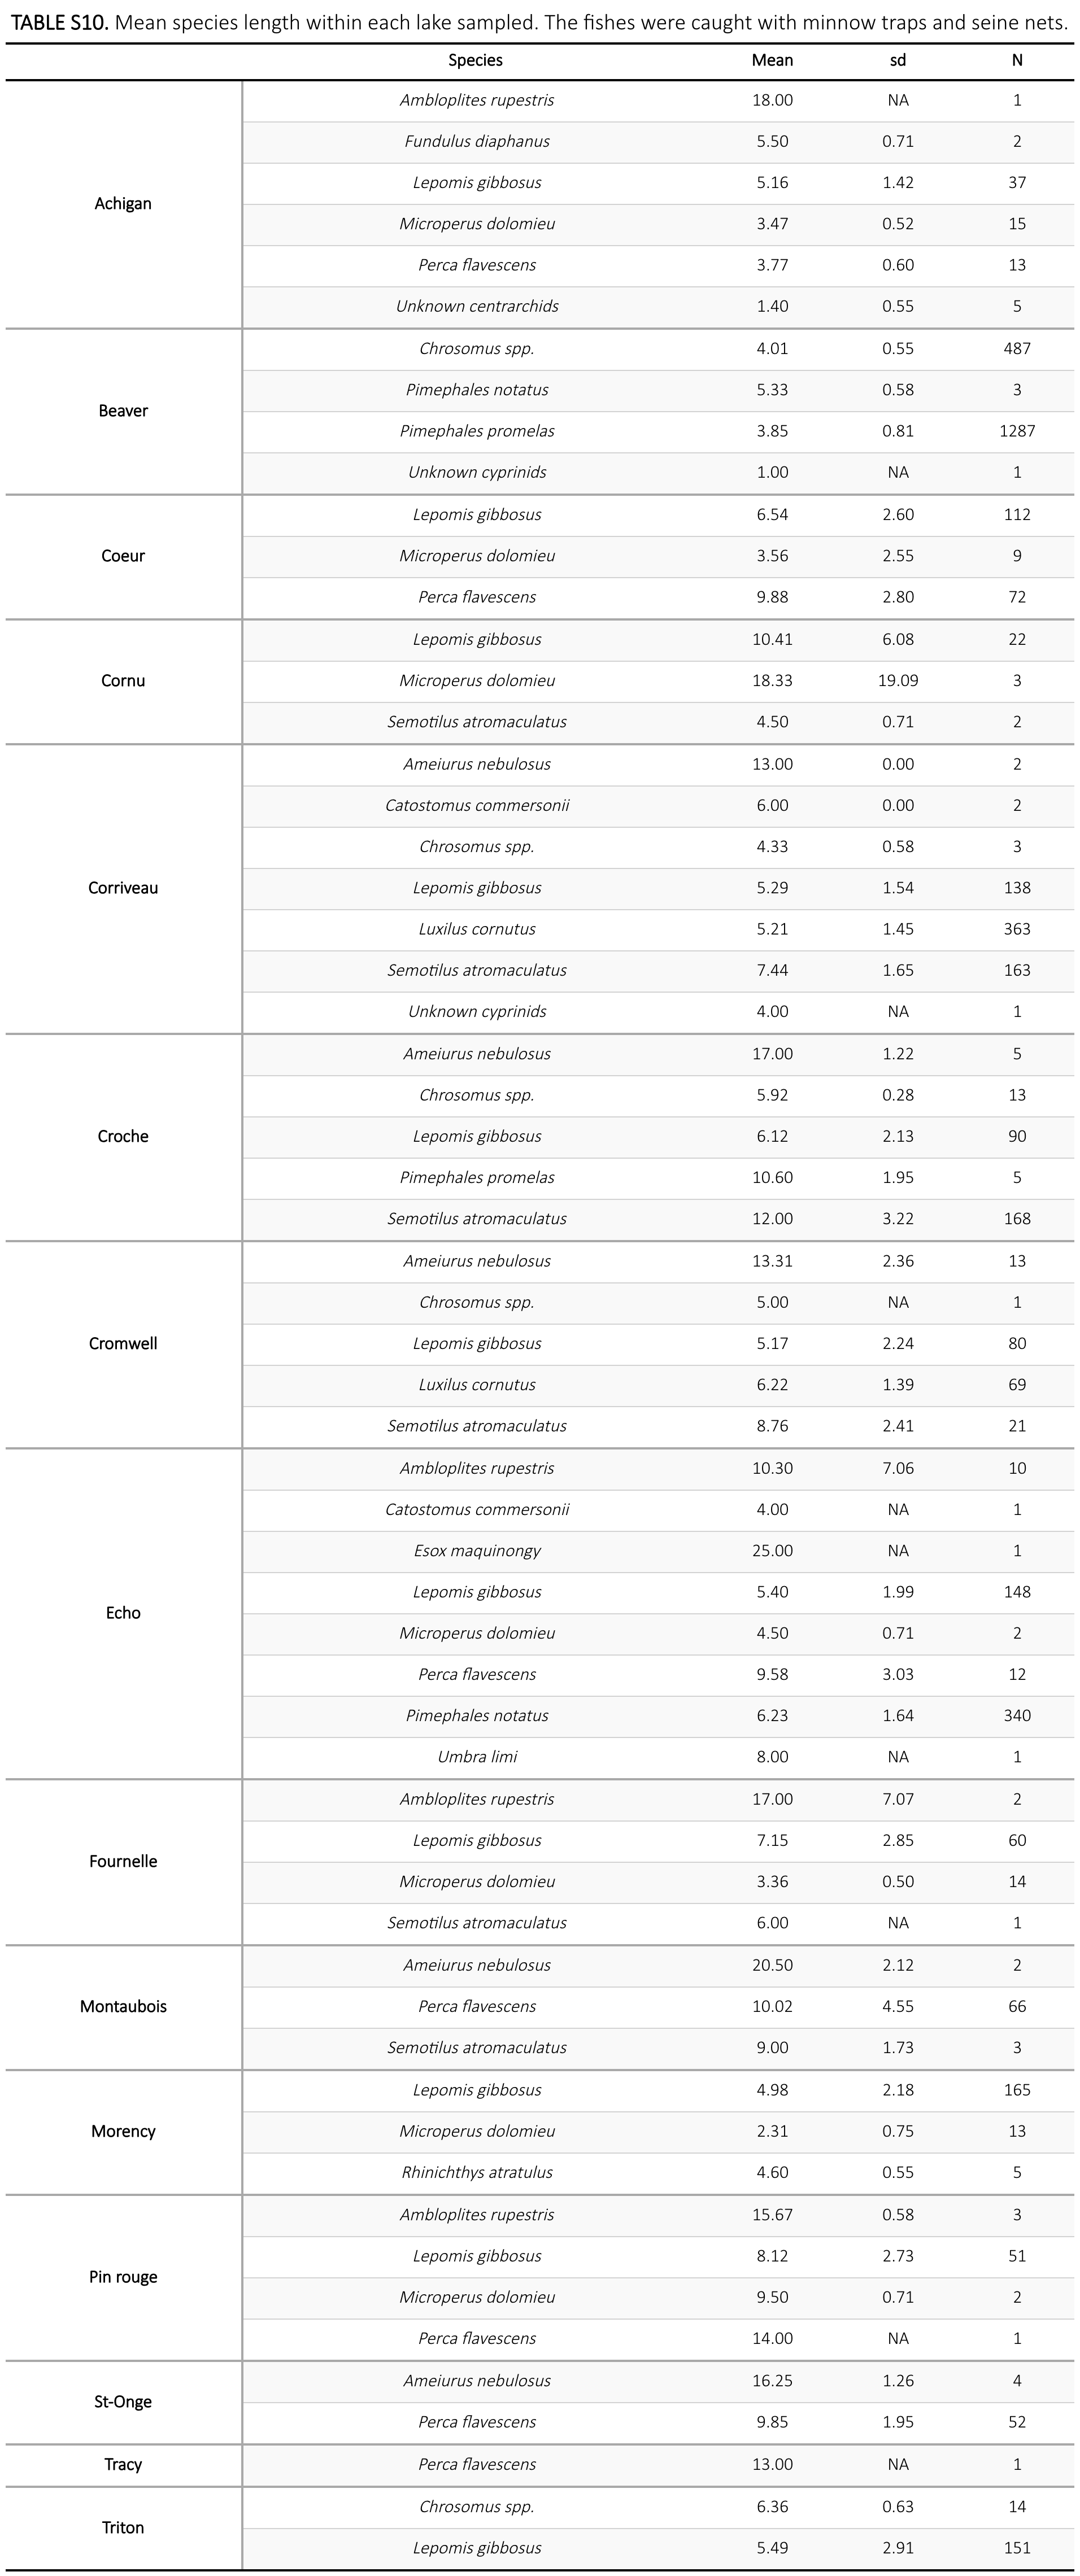 TABLE S10. Mean species length within each lake sampled. The fishes were caught with minnow traps and seine nets.
Species Mean sd N
Achigan
Ambloplites rupestris 18.00 NA 1
Fundulus diaphanus 5.50 0.71 2
Lepomis gibbosus 5.16 1.42 37
Microperus dolomieu 3.47 0.52 15
Perca flavescens 3.77 0.60 13
Unknown centrarchids 1.40 0.55 5
Beaver
Chrosomus spp. 4.01 0.55 487
Pimephales notatus 5.33 0.58 3
Pimephales promelas 3.85 0.81 1287
Unknown cyprinids 1.00 NA 1
Coeur
Lepomis gibbosus 6.54 2.60 112
Microperus dolomieu 3.56 2.55 9
Perca flavescens 9.88 2.80 72
Cornu
Lepomis gibbosus 10.41 6.08 22
Microperus dolomieu 18.33 19.09 3
Semotilus atromaculatus 4.50 0.71 2
Corriveau
Ameiurus nebulosus 13.00 0.00 2
Catostomus commersonii 6.00 0.00 2
Chrosomus spp. 4.33 0.58 3
Lepomis gibbosus 5.29 1.54 138
Luxilus cornutus 5.21 1.45 363
Semotilus atromaculatus 7.44 1.65 163
Unknown cyprinids 4.00 NA 1
Croche
Ameiurus nebulosus 17.00 1.22 5
Chrosomus spp. 5.92 0.28 13
Lepomis gibbosus 6.12 2.13 90
Pimephales promelas 10.60 1.95 5
Semotilus atromaculatus 12.00 3.22 168
Cromwell
Ameiurus nebulosus 13.31 2.36 13
Chrosomus spp. 5.00 NA 1
Lepomis gibbosus 5.17 2.24 80
Luxilus cornutus 6.22 1.39 69
Semotilus atromaculatus 8.76 2.41 21
Echo
Ambloplites rupestris 10.30 7.06 10
Catostomus commersonii 4.00 NA 1
Esox maquinongy 25.00 NA 1
Lepomis gibbosus 5.40 1.99 148
Microperus dolomieu 4.50 0.71 2
Perca flavescens 9.58 3.03 12
Pimephales notatus 6.23 1.64 340
Umbra limi 8.00 NA 1
Fournelle
Ambloplites rupestris 17.00 7.07 2
Lepomis gibbosus 7.15 2.85 60
Microperus dolomieu 3.36 0.50 14
Semotilus atromaculatus 6.00 NA 1
Montaubois
Ameiurus nebulosus 20.50 2.12 2
Perca flavescens 10.02 4.55 66
Semotilus atromaculatus 9.00 1.73 3
Morency
Lepomis gibbosus 4.98 2.18 165
Microperus dolomieu 2.31 0.75 13
Rhinichthys atratulus 4.60 0.55 5
Pin rouge
Ambloplites rupestris 15.67 0.58 3
Lepomis gibbosus 8.12 2.73 51
Microperus dolomieu 9.50 0.71 2
Perca flavescens 14.00 NA 1
St-Onge
Ameiurus nebulosus 16.25 1.26 4
Perca flavescens 9.85 1.95 52
Tracy
Perca flavescens 13.00 NA 1
Triton
Chrosomus spp. 6.36 0.63 14
Lepomis gibbosus 5.49 2.91 151